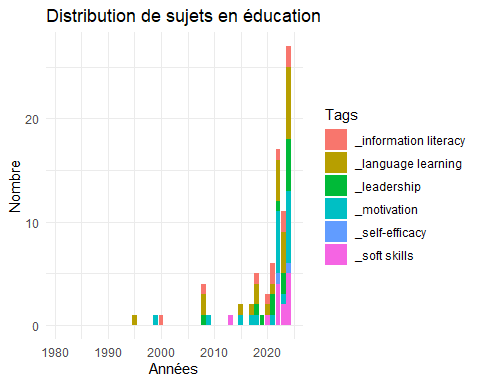 Distribution de sujets en éducation
Nombre
20
10
0
1980
1990
2000
2010
2020
Années
Tags
_information literacy
_language learning
_leadership
_motivation
_self-efficacy
_soft skills